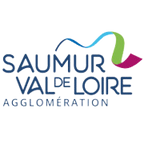 SAUMUR
VAL DE LOIRE
AGGLOMÉRATION